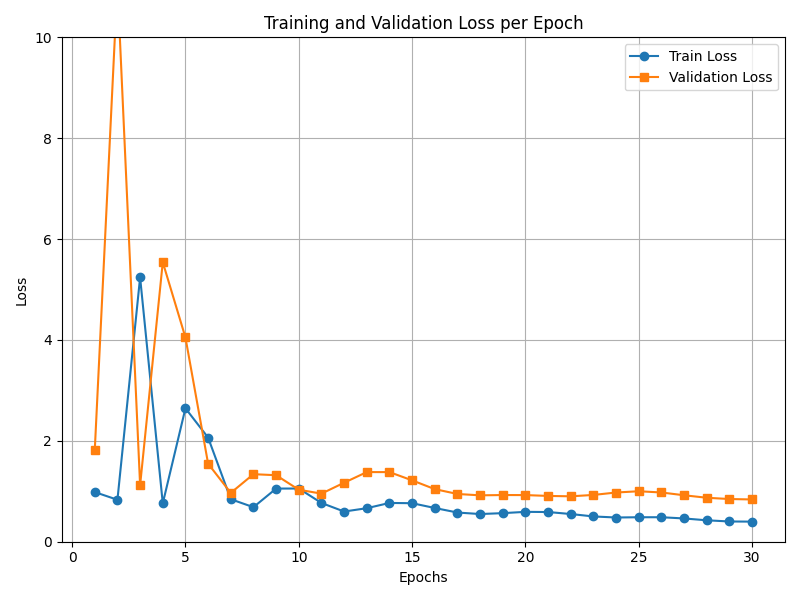 Training and Validation Loss per Epoch
Train Loss
Validation Loss
Loss
10
8
6
4
2
0
0 5 10 15 20 25 30
Epochs